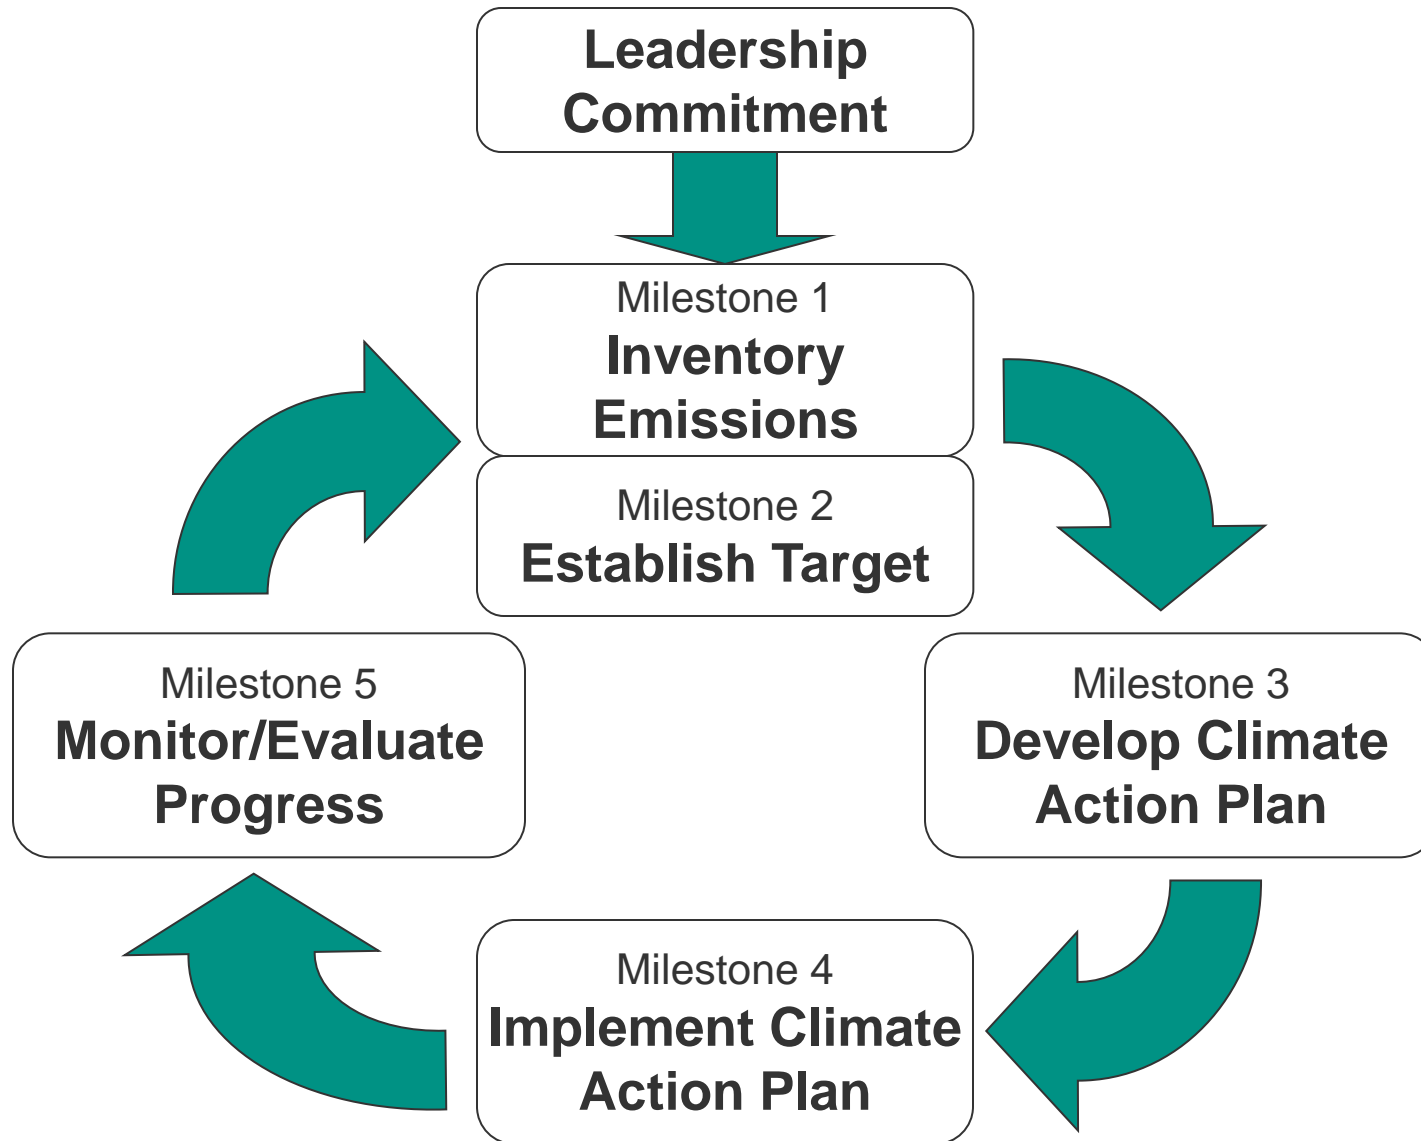 Leadership
Commitment
Milestone 1
Inventory
Emissions
Milestone 2
Establish Target
Milestone 3
Develop Climate
Action Plan
Milestone 4
Implement Climate
Action Plan
Milestone 5
Monitor/Evaluate
Progress